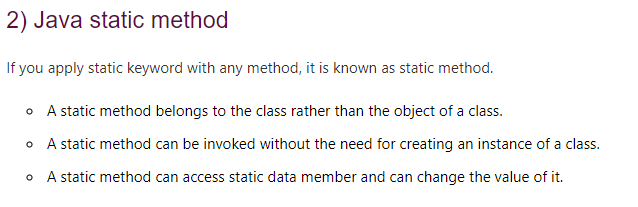 2) Java static method
If you apply static keyword with any method, it is known as static method.
A static method belongs to the class rather than the object of a class.
A static method can be invoked without the need for creating an instance of a class.
A static method can access static data member and can change the value of it.